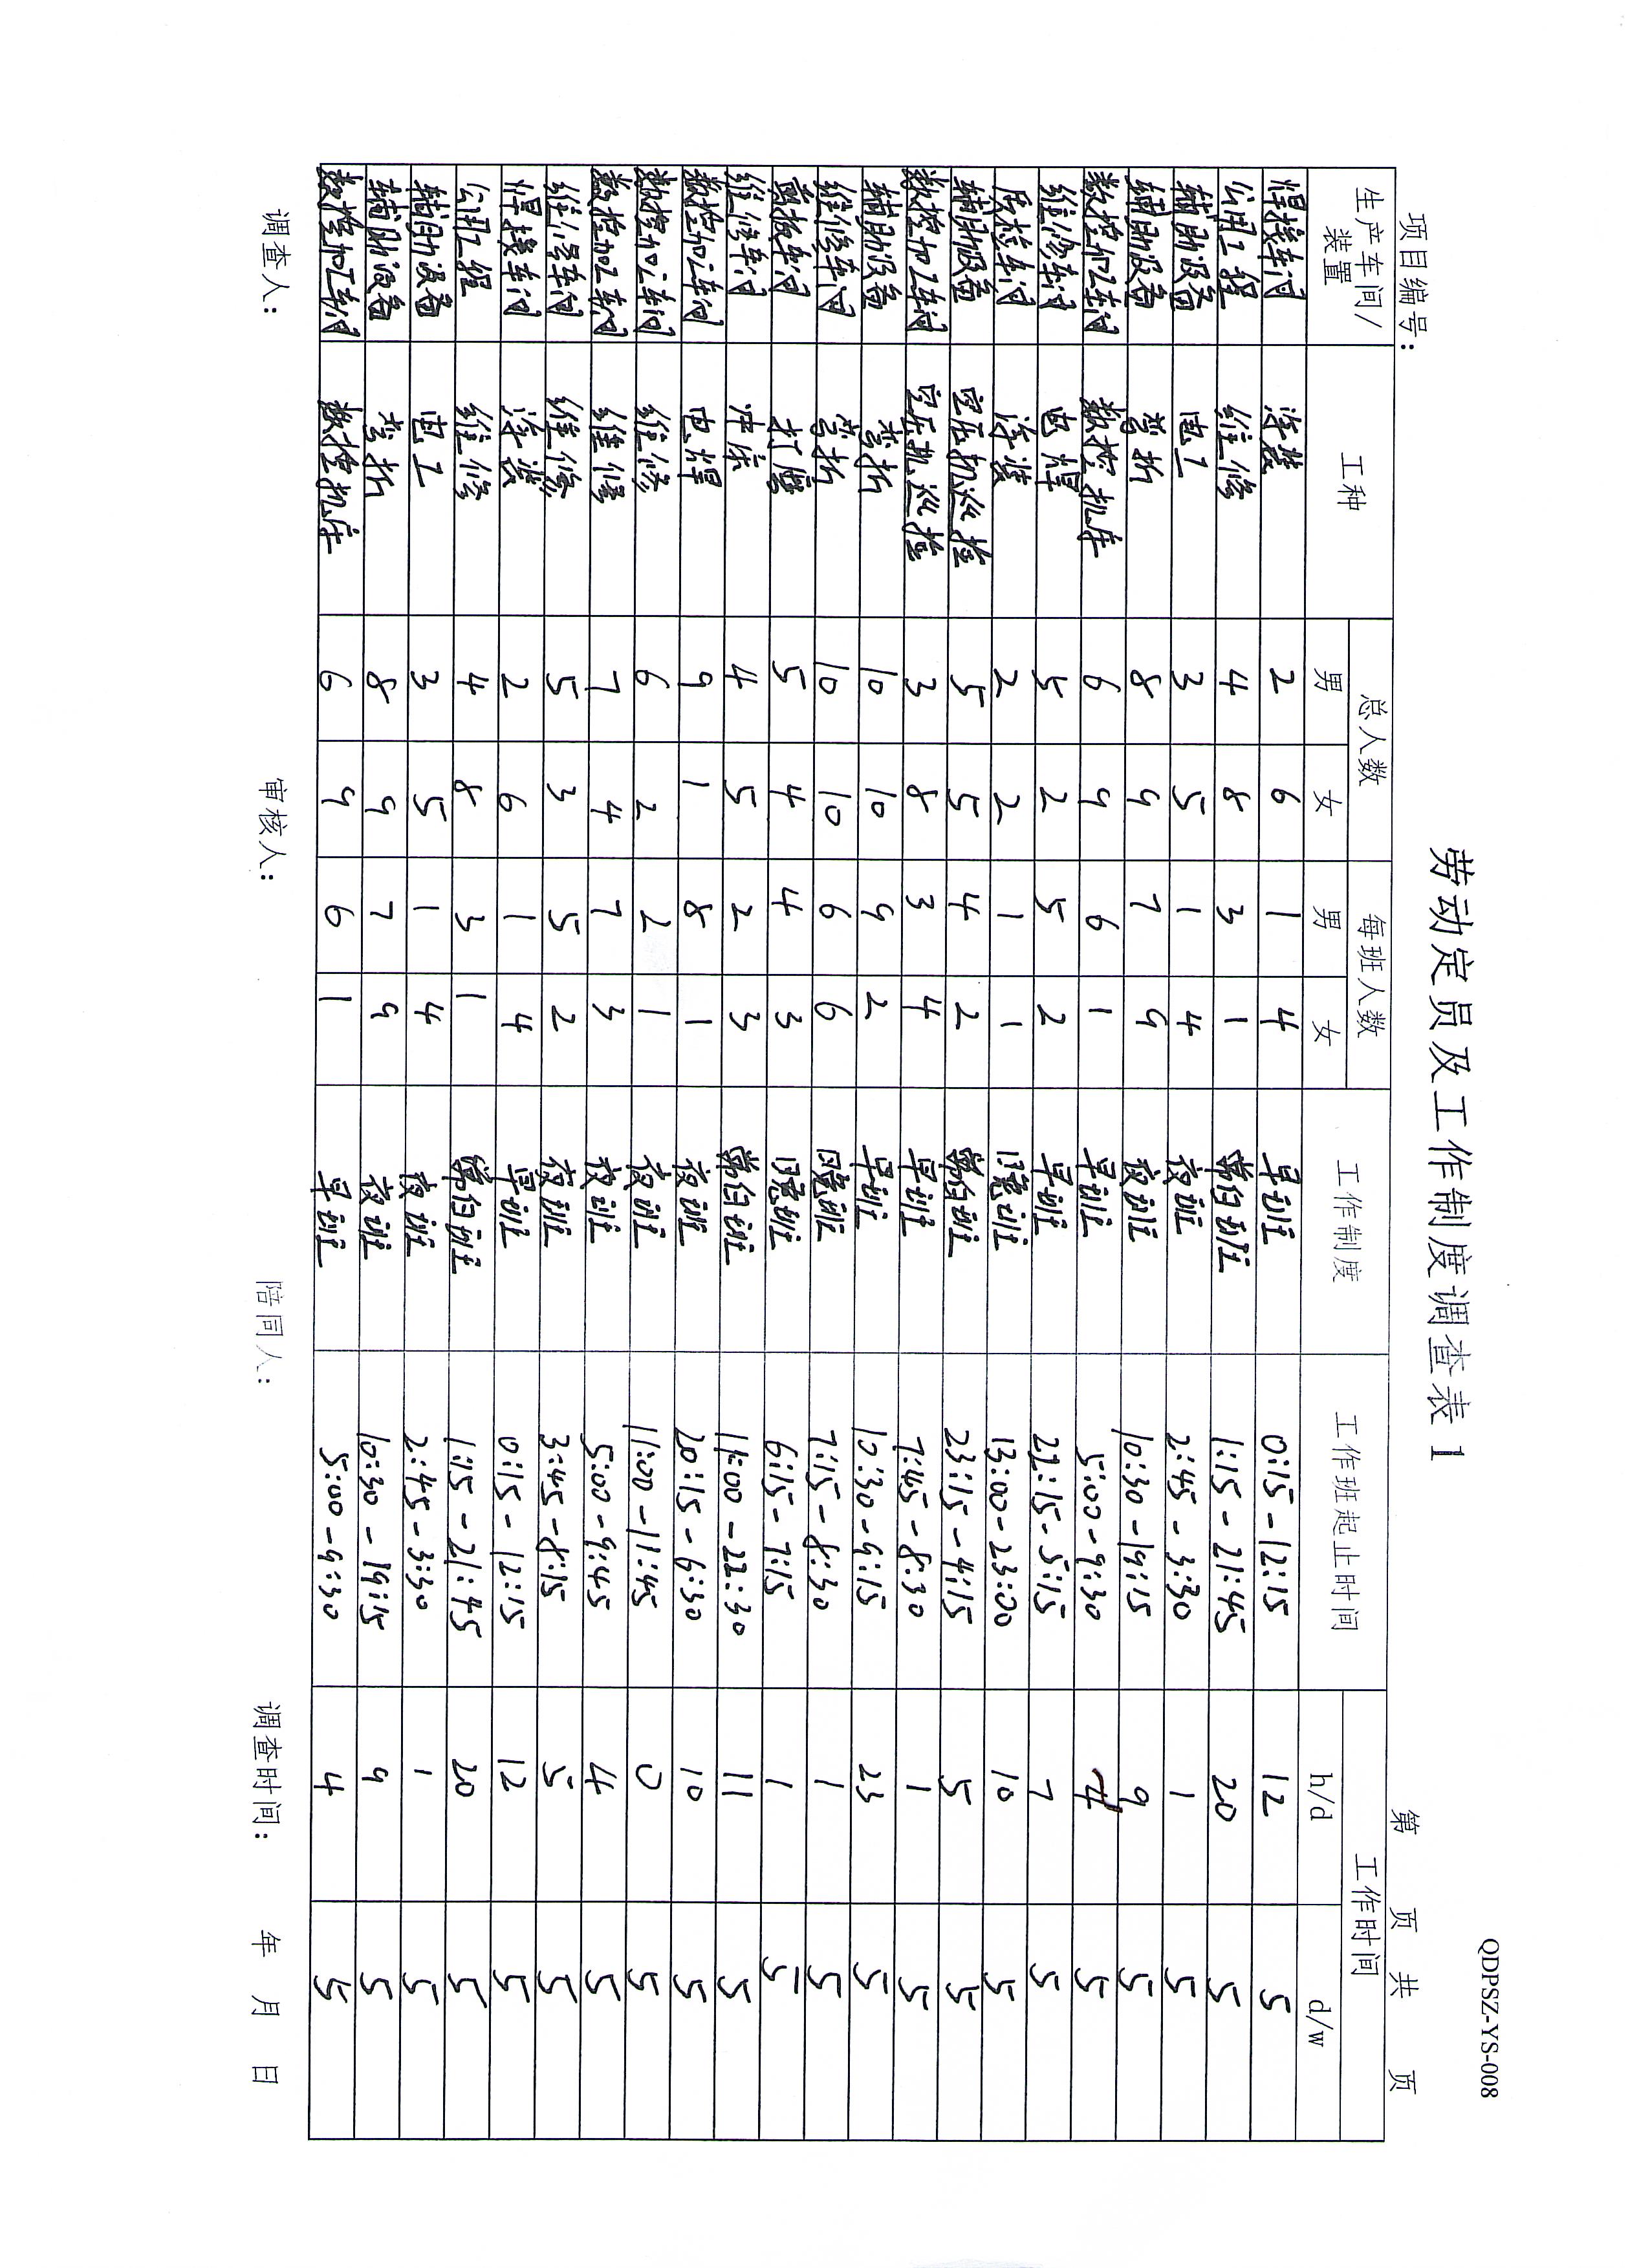 QDPSZ-YS-008
劳动定员及工作制度调查表1
项目编号: 第 页 共 页
生产车间/装置 工种 总人数 每班人数 工作制度 工作班起止时间 工作时间
男 女 男 女 h/d d/w
焊接车间 涂装 2 6 1 4 早班 0:15-12:15 12 5
公用工程 维修 4 8 3 1 常白班 1:15-21:45 20 5
辅助设备 电工 3 5 1 4 夜班 2:45-3:30 1 5
辅助设备 弯折 8 9 7 9 夜班 10:30-19:15 9 5
数控加工车间 数控机床 6 9 6 1 早班 5:00-9:30 4 5
维修车间 电焊 5 2 5 2 早班 22:15-5:15 7 5
质检车间 涂装 2 2 1 1 晚班 13:00-23:00 10 5
辅助设备 空压机巡检 5 5 4 2 常白班 23:15-4:15 5 5
数控加工车间 空压机巡检 3 8 3 4 早班 7:45-8:30 1 5
辅助设备 弯折 10 10 9 2 早班 10:30-9:15 23 5
维修车间 弯折 10 10 6 6 晚班 7:15-8:30 1 5
剪板车间 打磨 5 4 4 3 晚班 6:15-7:15 1 5
维修车间 冲床 4 5 2 3 常白班 11:00-22:30 11 5
数控加工车间 电焊 9 1 8 1 夜班 20:15-6:30 10 5
数控加工车间 维修 6 2 2 1 夜班 11:00-11:45 0 5
数控加工车间 维修 7 4 7 3 夜班 5:00-9:45 4 5
维修车间 维修 5 3 5 2 夜班 3:45-8:15 5 5
焊接车间 涂装 2 6 1 4 早班 0:15-12:15 12 5
公用工程 维修 4 8 3 1 常白班 1:15-21:45 20 5
辅助设备 电工 3 5 1 4 夜班 2:45-3:30 1 5
辅助设备 弯折 8 9 7 9 夜班 10:30-19:15 9 5
数控加工车间 数控机床 6 9 6 1 早班 5:00-9:30 4 5
调查人: 审核人: 陪同人: 调查时间: 年 月 日